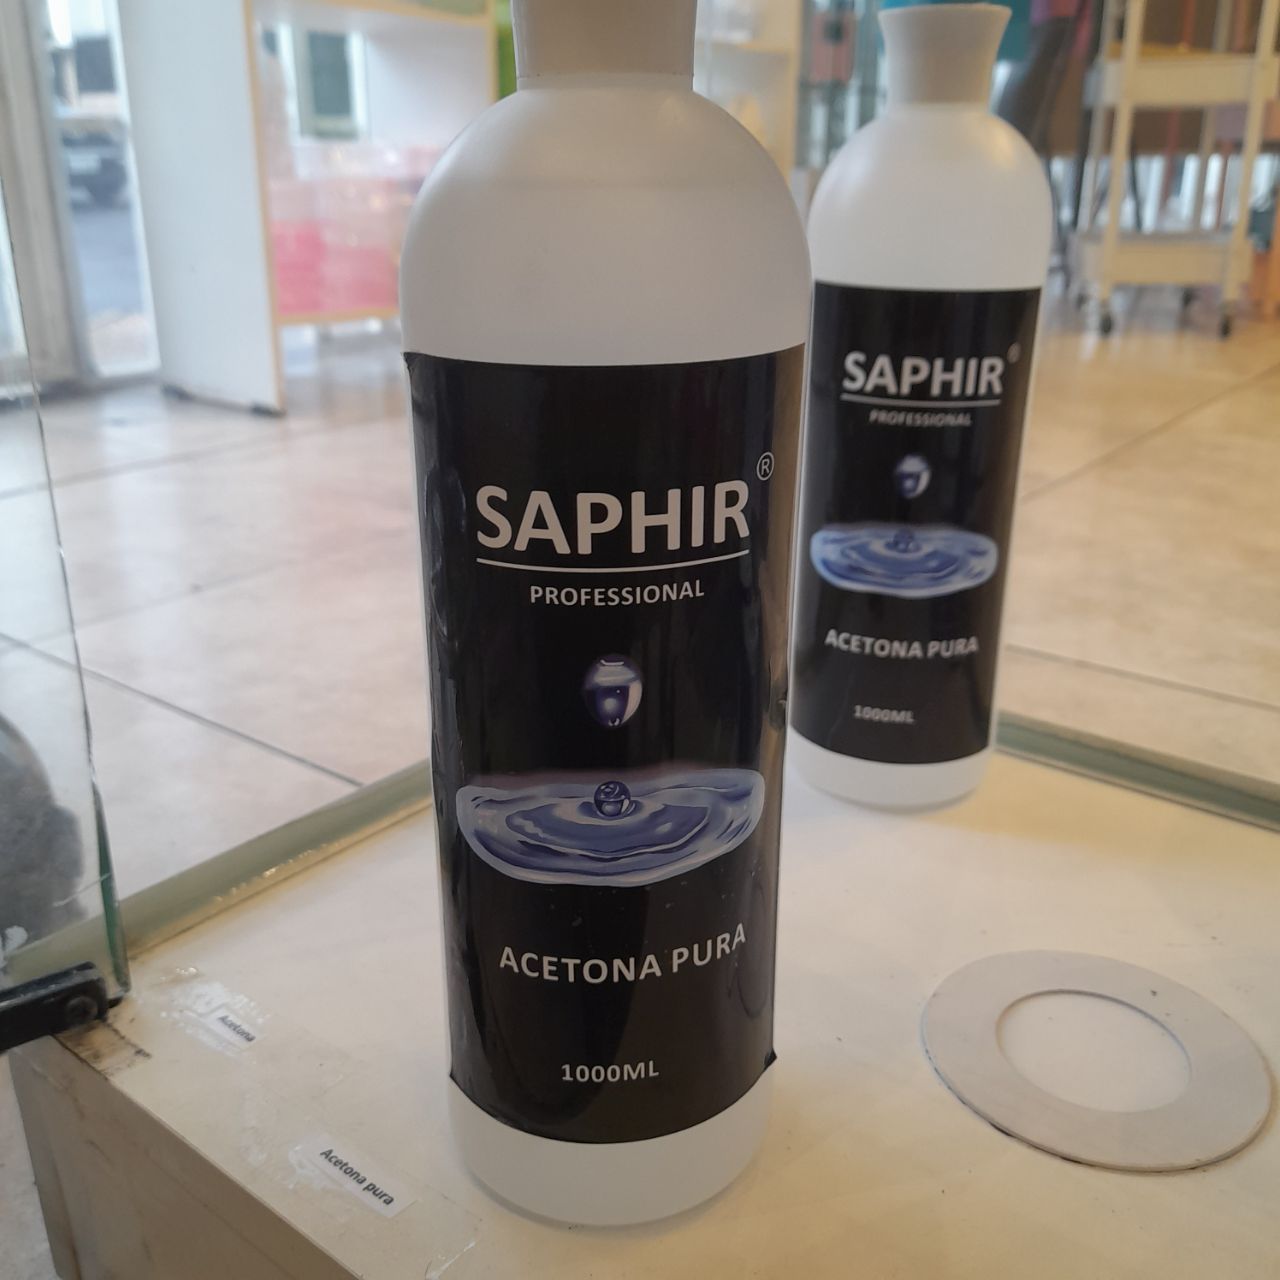 SAPHIR®
PROFESSIONAL
ACETONA PURA
1000ML
SAPHIR®
PROFESSIONAL
ACETONA PURA
1000ML
Acetona
Acetona pura